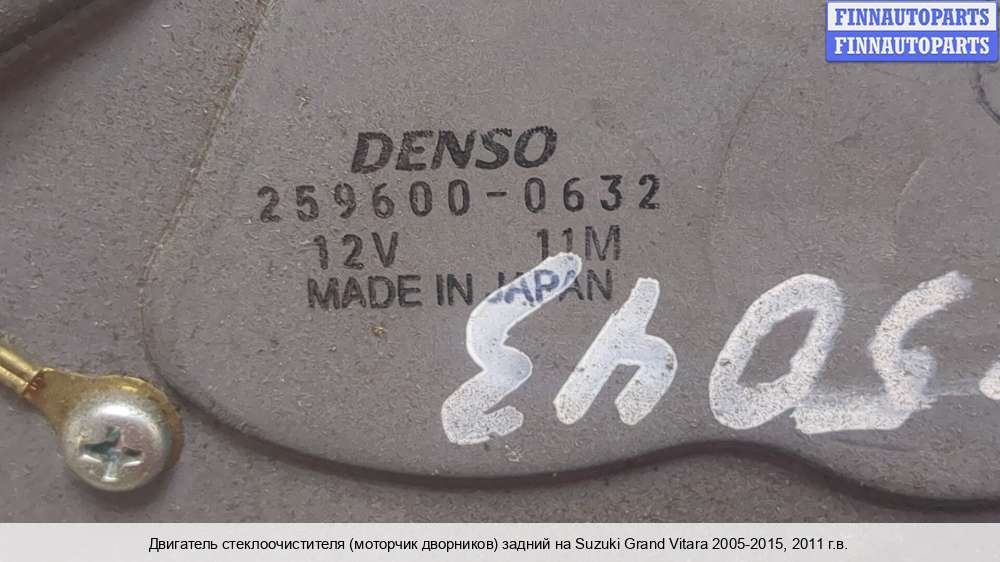 FINNAUTOPARTS
FINNAUTOPARTS
DENSO
259600-0632
12V 11M
MADE IN JAPAN
Двигатель стеклоочистителя (моторчик дворников) задний на Suzuki Grand Vitara 2005-2015, 2011 г.в.